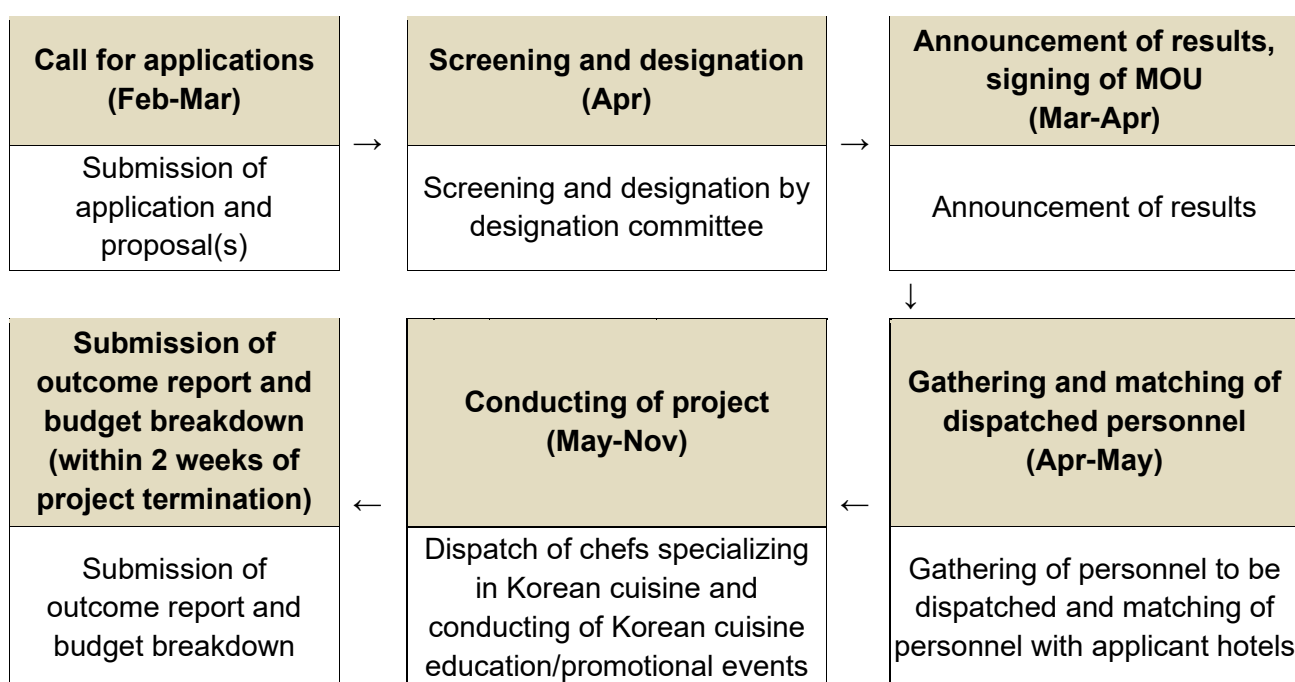 Call for applications
(Feb-Mar)
Submission of
application and
proposal(s)
→
Screening and designation
(Apr)
Screening and designation by
designation committee
→
Announcement of results,
signing of MOU
(Mar-Apr)
Announcement of results
↓
Gathering and matching of
dispatched personnel
(Apr-May)
Gathering of personnel to be
dispatched and matching of
personnel with applicant hotels
←
Conducting of project
(May-Nov)
Dispatch of chefs specializing
in Korean cuisine and
conducting of Korean cuisine
education/promotional events
←
Submission of
outcome report and
budget breakdown
(within 2 weeks of
project termination)
Submission of
outcome report and
budget breakdown